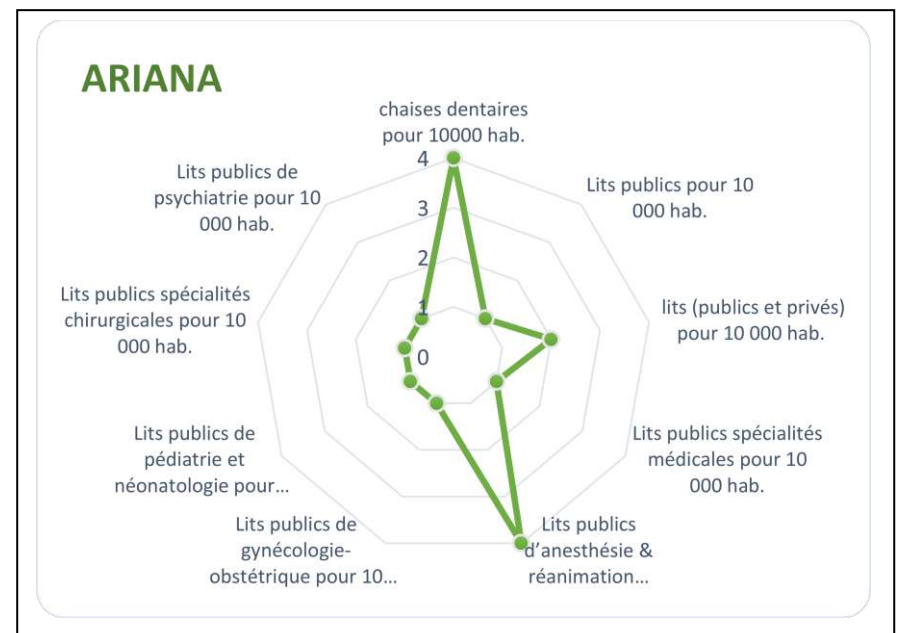 ARIANA
chaises dentaires
pour 10000 hab.
Lits publics pour 10
000 hab.
lits (publics et privés)
pour 10 000 hab.
Lits publics spécialités
médicales pour 10
000 hab.
Lits publics
d’anesthésie &
réanimation...
Lits publics de
gynécologie-
obstétrique pour 10...
Lits publics de
pédiatrie et
néonatologie pour...
Lits publics spécialités
chirurgicales pour 10
000 hab.
Lits publics de
psychiatrie pour 10
000 hab.
4
3
2
1
0